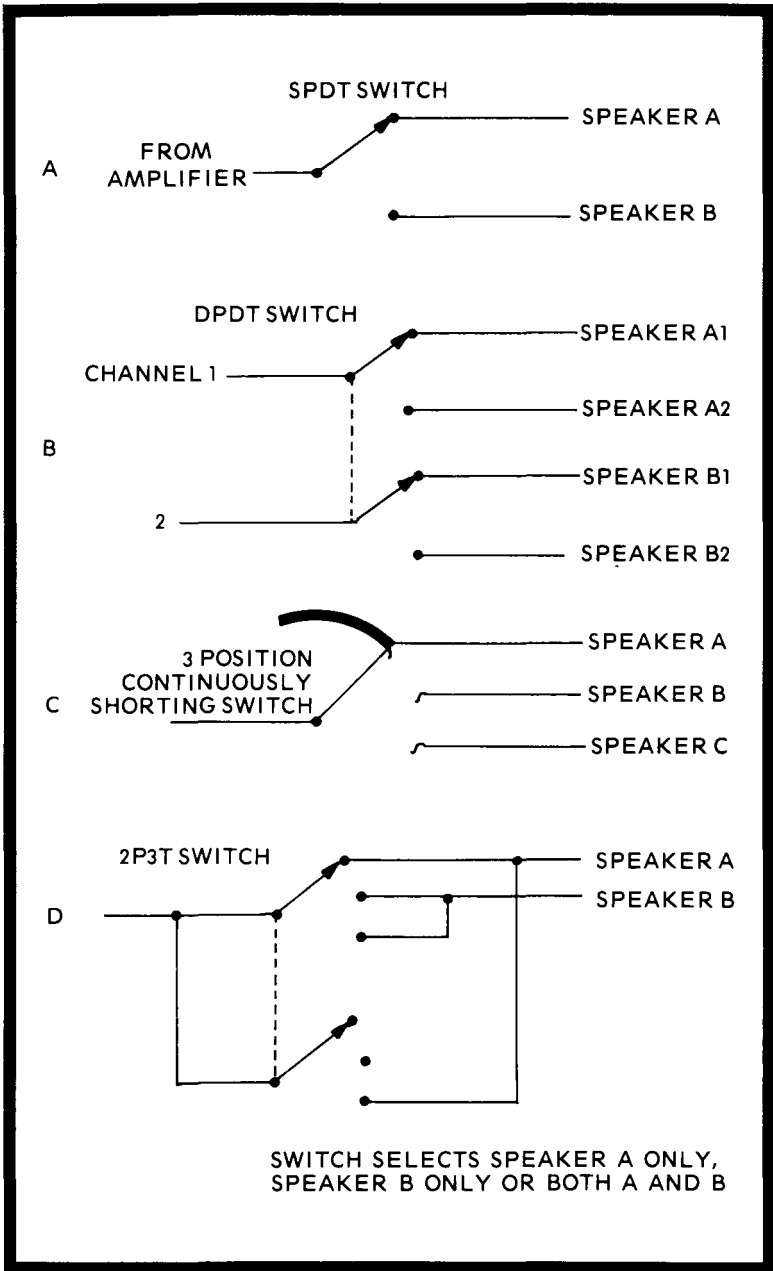 SPDT SWITCH
SPEAKER A
A
FROM
AMPLIFIER
SPEAKER B
DPDT SWITCH
SPEAKER A1
CHANNEL 1
SPEAKER A2
B
SPEAKER B1
2
SPEAKER B2
3 POSITION
CONTINUOUSLY
SHORTING SWITCH
C
SPEAKER A
SPEAKER B
SPEAKER C
2P3T SWITCH
SPEAKER A
SPEAKER B
D
SWITCH SELECTS SPEAKER A ONLY,
SPEAKER B ONLY OR BOTH A AND B